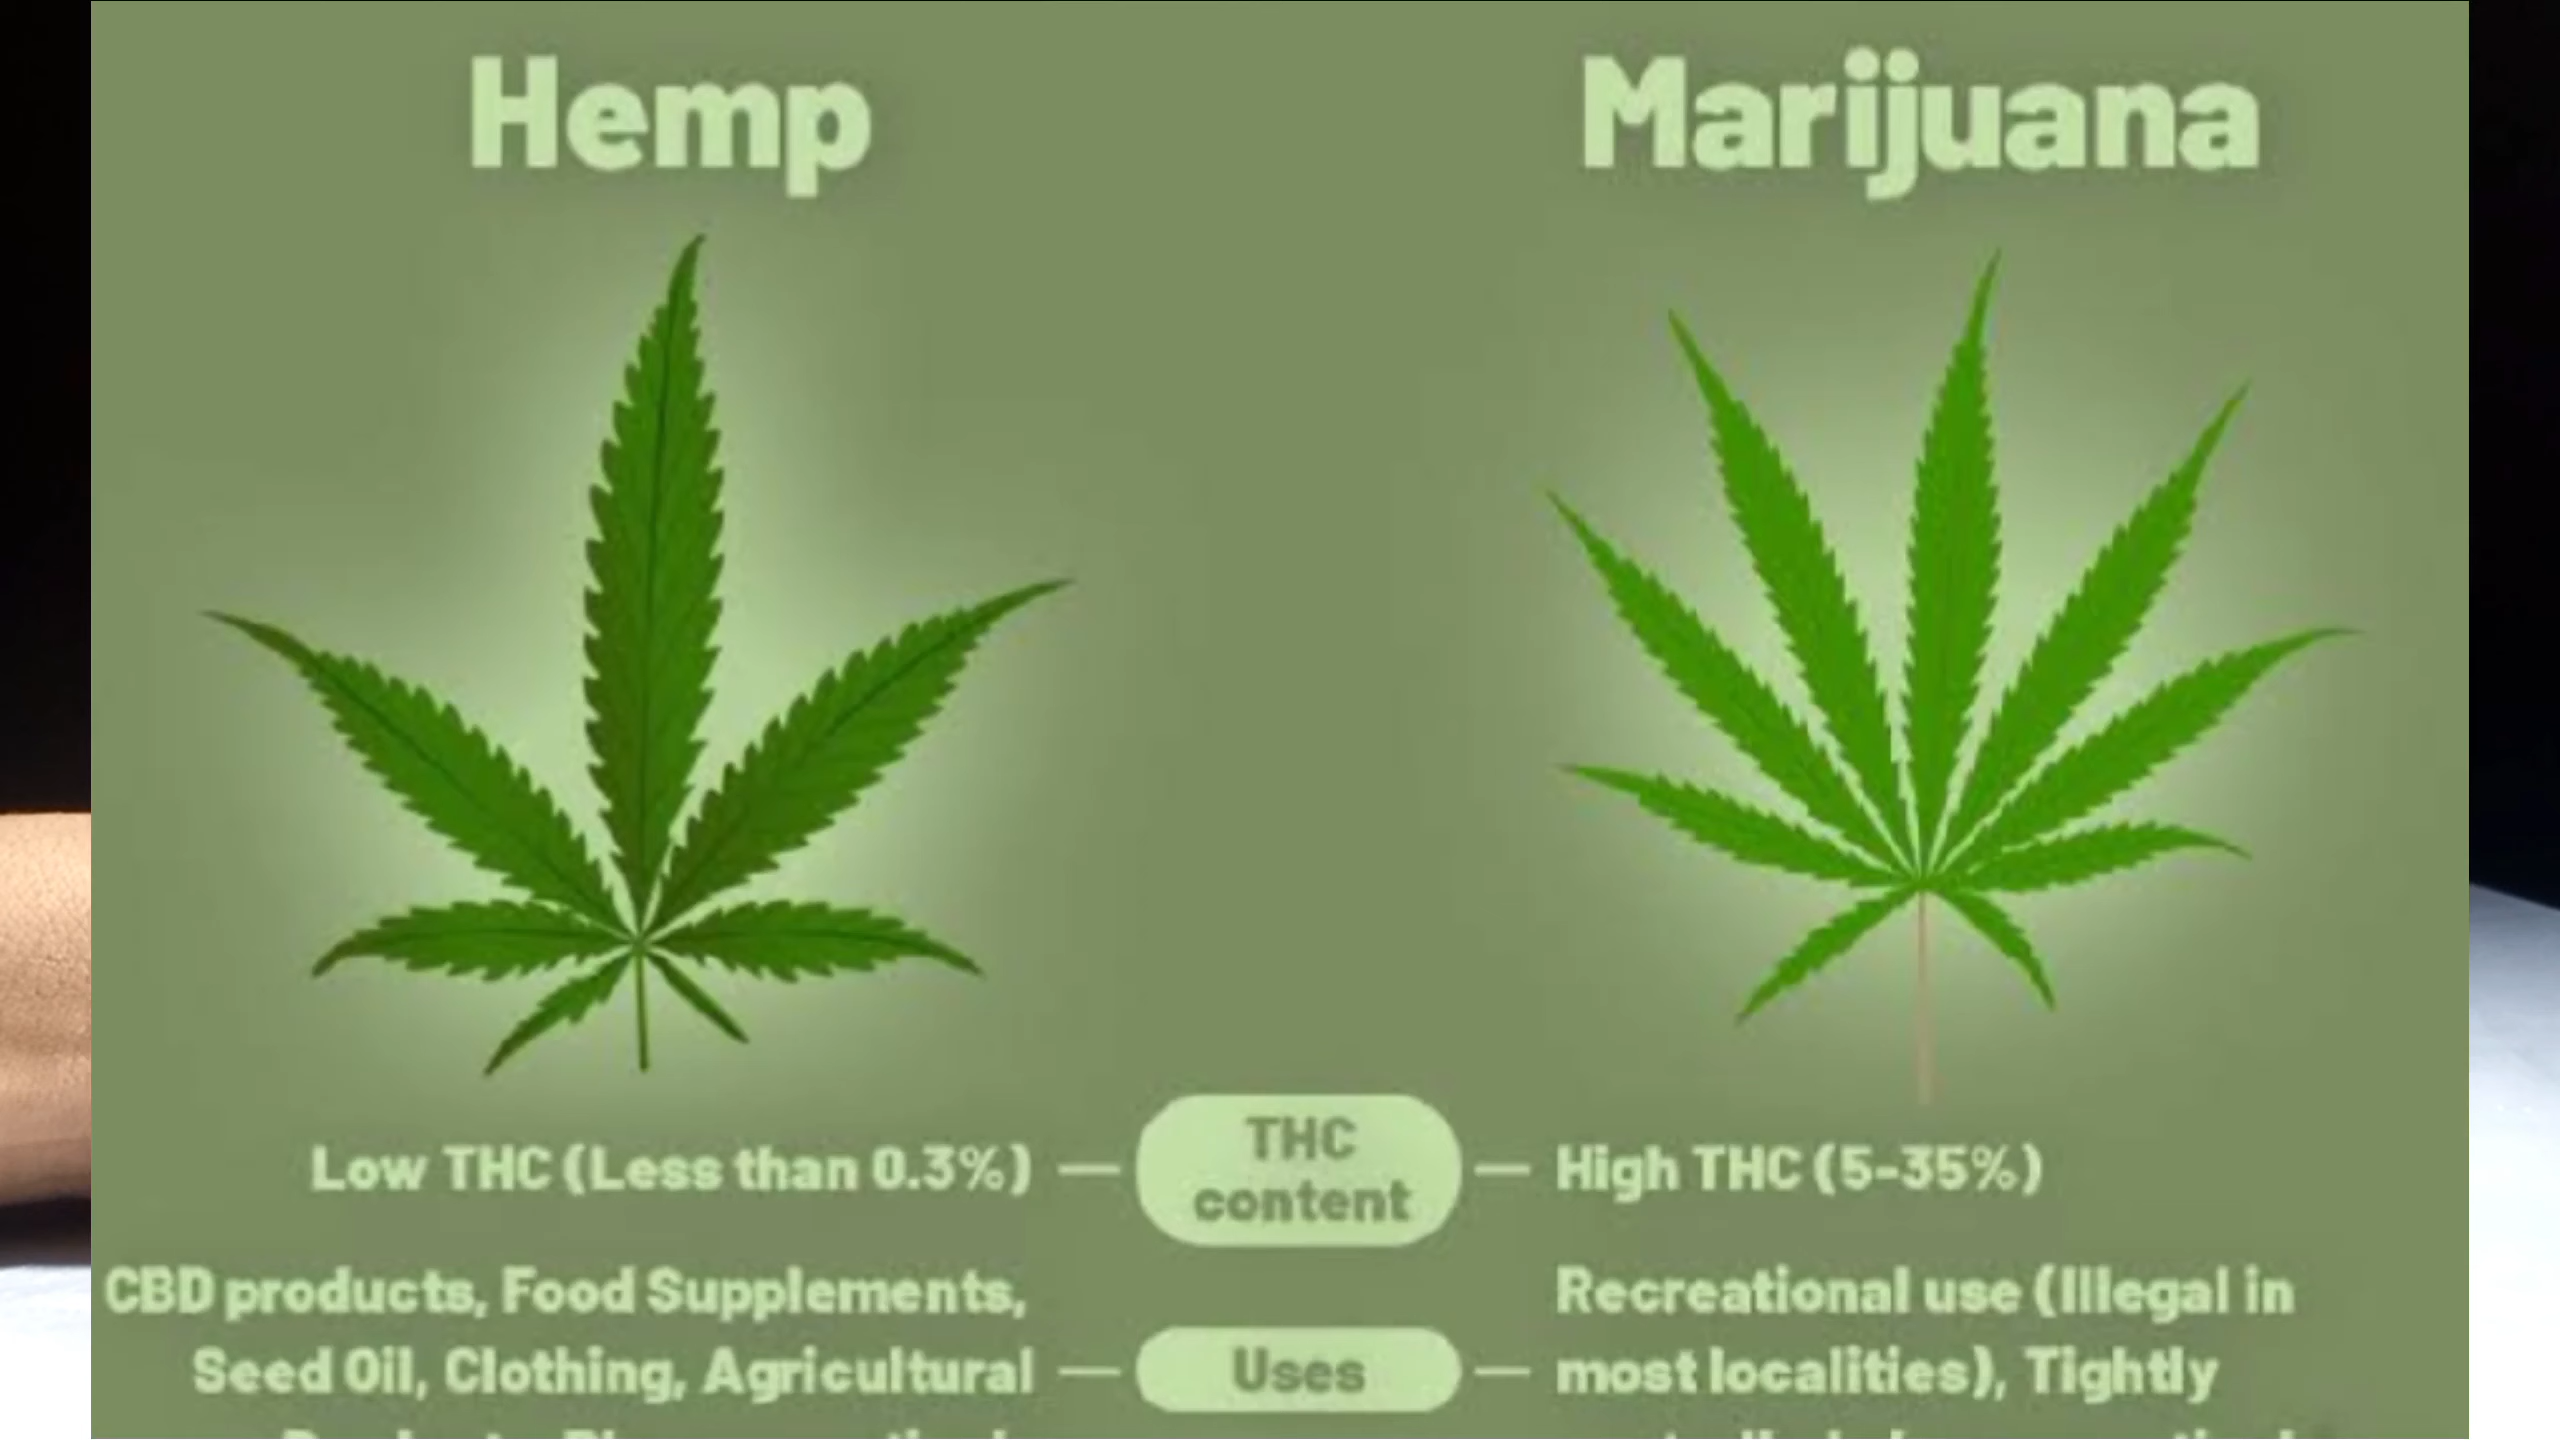 Hemp
Marijuana
Low THC (Less than 0.3%)
THC
content
High THC (5-35%)
CBD products, Food Supplements,
Seed Oil, Clothing, Agricultural
Uses
Recreational use (Illegal in
most localities), Tightly